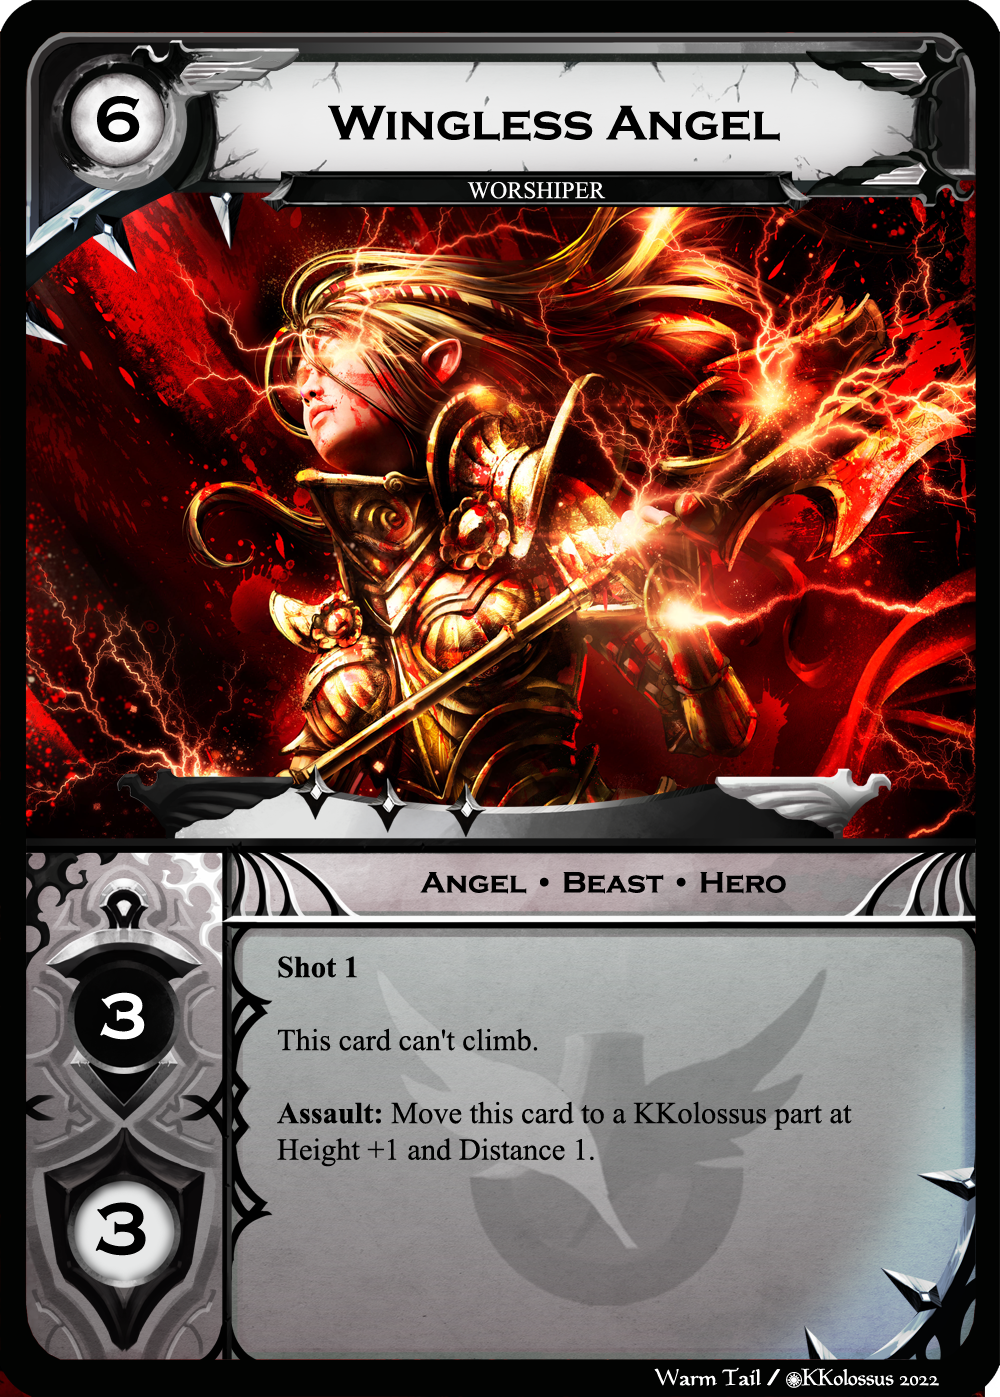 6
Wingless Angel
WORSHIPER
Angel • Beast • Hero
3
3
Shot 1
This card can't climb.
Assault: Move this card to a KKolossus part at
Height +1 and Distance 1.
Warm Tail / KKolossus 2022